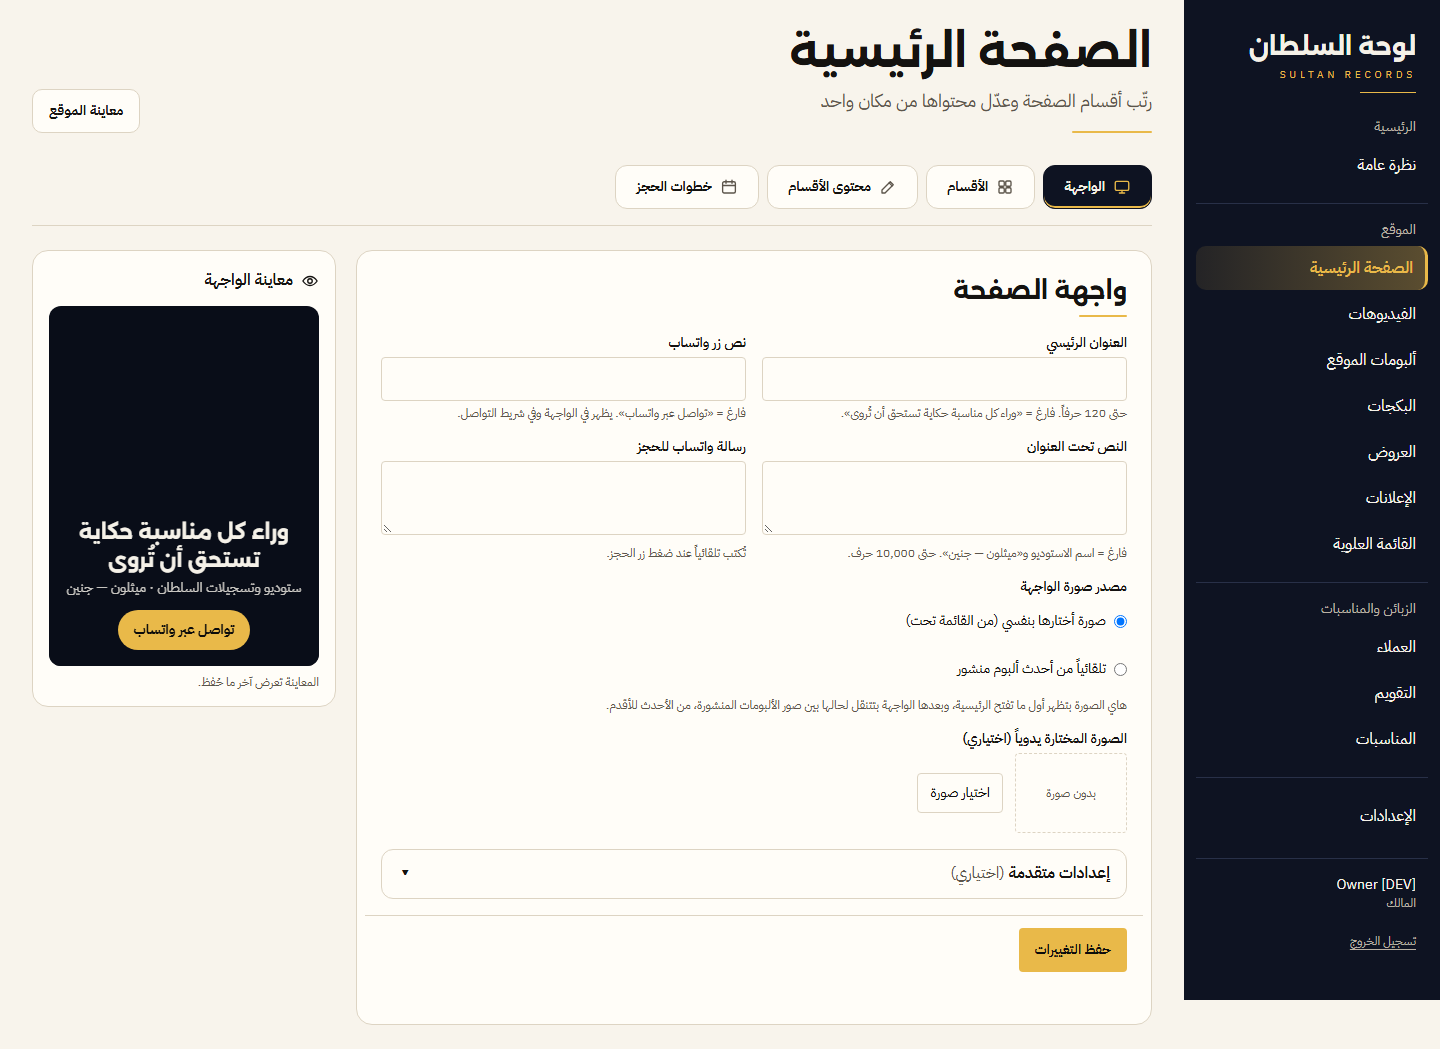 لوحة السلطان
SULTAN RECORDS
الرئيسية
نظرة عامة
الموقع
الصفحة الرئيسية
الفيديوهات
ألبومات الموقع
البكجات
العروض
الإعلانات
القائمة العلوية
الزبائن والمناسبات
العملاء
التقويم
المناسبات
الإعدادات
Owner [DEV]
المالك
تسجيل الخروج
الصفحة الرئيسية
رتّب أقسام الصفحة وعدّل محتواها من مكان واحد
معاينة الموقع
الواجهة
الأقسام
محتوى الأقسام
خطوات الحجز
واجهة الصفحة
العنوان الرئيسي
حتى 120 حرفاً. فارغ = «وراء كل مناسبة حكاية تستحق أن تُروى».
نص زر واتساب
فارغ = «تواصل عبر واتساب». يظهر في الواجهة وفي شريط التواصل.
النص تحت العنوان
فارغ = اسم الاستوديو و«ميثلون — جنين». حتى 10,000 حرف.
رسالة واتساب للحجز
تُكتب تلقائياً عند ضغط زر الحجز.
مصدر صورة الواجهة
صورة أختارها بنفسي (من القائمة تحت)
تلقائياً من أحدث ألبوم منشور
هاي الصورة بتظهر أول ما تفتح الرئيسية، وبعدها الواجهة بتتنقل لحالها بين صور الألبومات المنشورة، من الأحدث للأقدم.
الصورة المختارة يدوياً (اختياري)
بدون صورة
اختيار صورة
إعدادات متقدمة (اختياري)
حفظ التغييرات
معاينة الواجهة
وراء كل مناسبة حكاية
تستحق أن تُروى
ستوديو وتسجيلات السلطان · ميثلون — جنين
تواصل عبر واتساب
المعاينة تعرض آخر ما حُفظ.